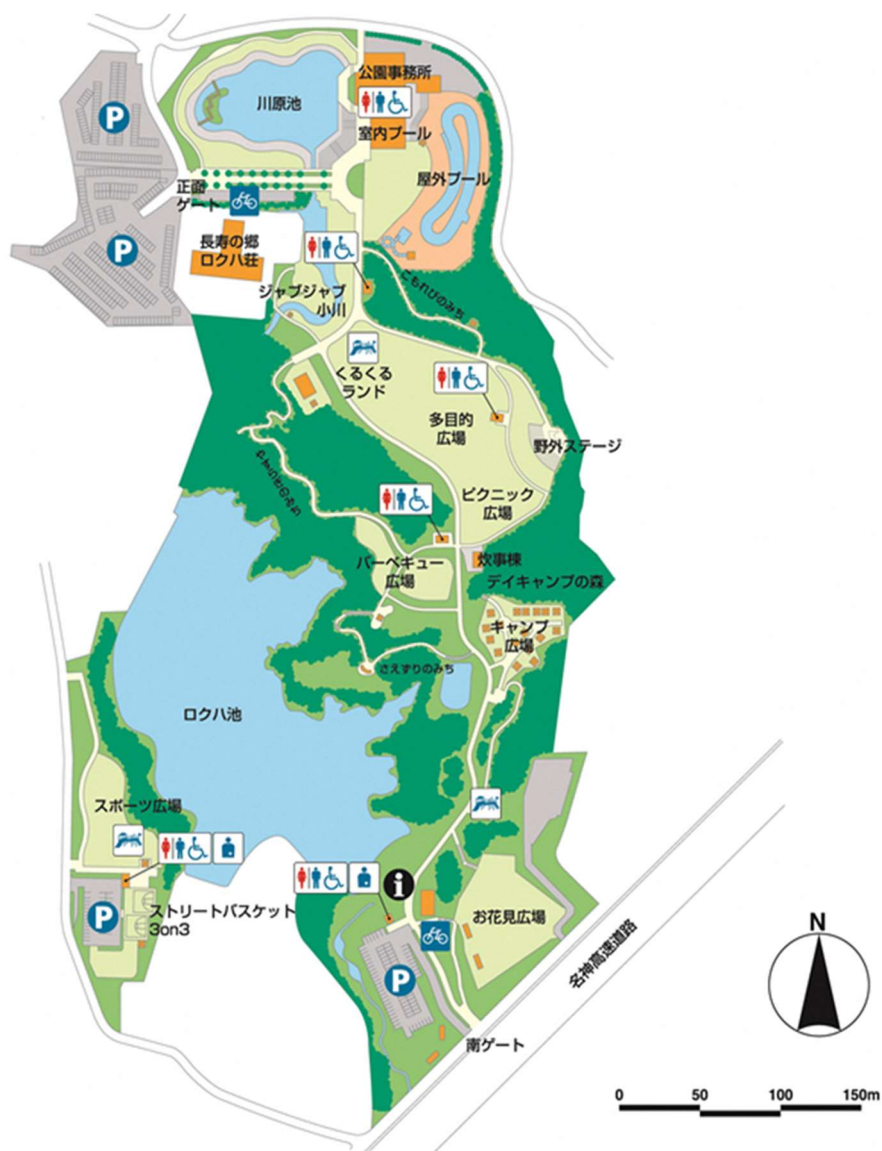 公園事務所
川原池
P
室内プール
屋外プール
正面
ゲート
長寿の郷
ロクハ荘
P
ジャブジャブ
小川
こもれびのみち
くるくる
ランド
多目的
広場
野外ステージ
ピクニック
広場
バーベキュー
広場
炊事棟
デイキャンプの森
キャンプ
広場
さえずりのみち
ロクハ池
スポーツ広場
i
P
ストリートバスケット
3on3
お花見広場
P
名神高速道路
南ゲート
N
0 50 100 150m